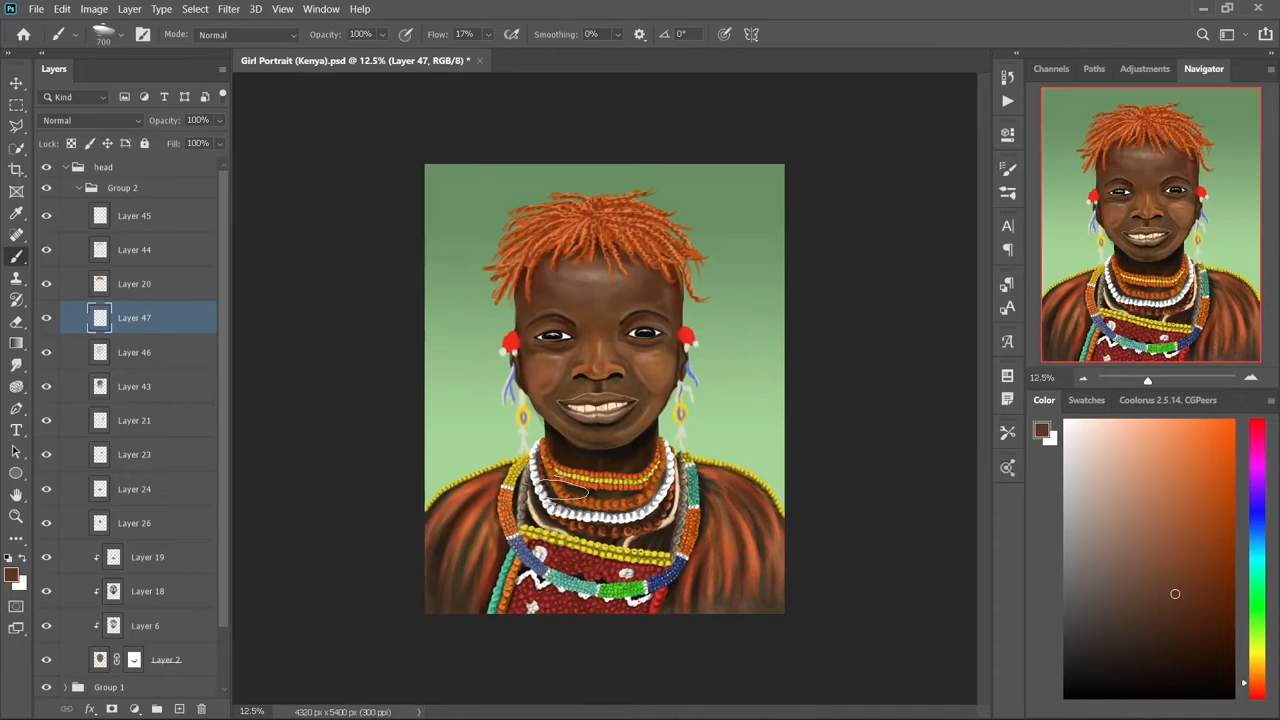 Ps File Edit Image Layer Type Select Filter 3D View Window Help
700 Mode: Normal Opacity: 100% Flow: 17% Smoothing: 0% 0°
Layers
Girl Portrait (Kenya).psd @ 12.5% (Layer 47, RGB/8) *
Channels Paths Adjustments Navigator
Kind
Normal Opacity: 100%
Lock: Fill: 100%
head
Group 2
Layer 45
Layer 44
Layer 20
Layer 47
Layer 46
Layer 43
Layer 21
Layer 23
Layer 24
Layer 26
Layer 19
Layer 18
Layer 6
Layer 2
Group 1
12.5%
Color Swatches Coolorus 2.5.14. CGPeers
12.5% 4320 px x 5400 px (300 ppi)